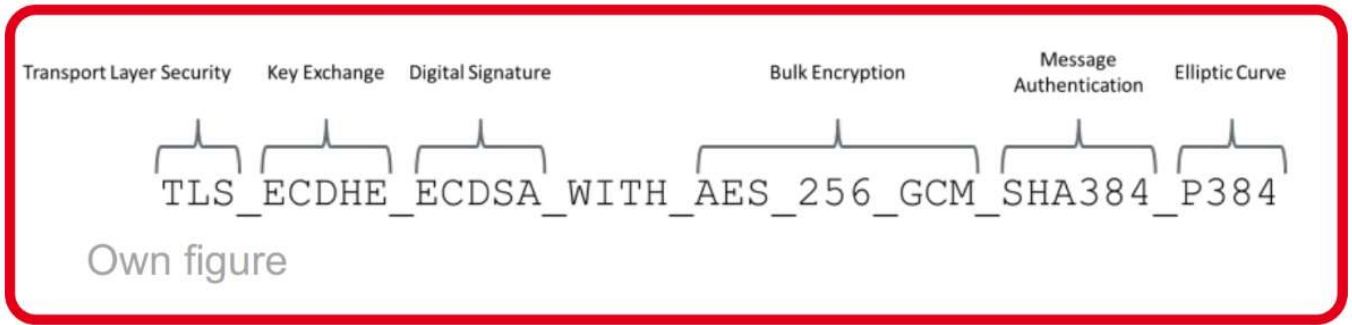 Transport Layer Security Key Exchange Digital Signature Bulk Encryption Message Authentication Elliptic Curve
TLS_ECDHE_ECDSA_WITH_AES_256_GCM_SHA384_P384
Own figure